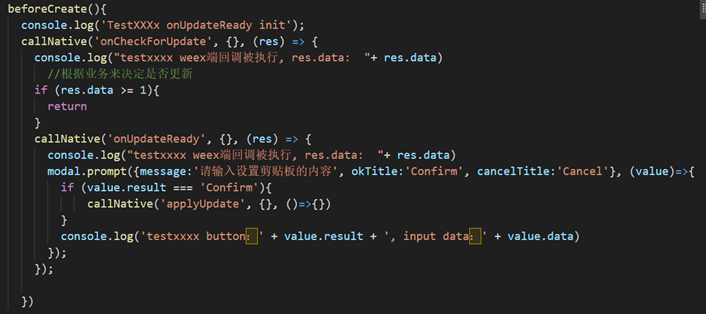 beforeCreate(){
console.log('TestXXXx onUpdateReady init');
callNative('onCheckForUpdate', {}, (res) => {
console.log("testxxxx weex端回调被执行, res.data:  "+ res.data)
//根据业务来决定是否更新
if (res.data >= 1){
return
}
callNative('onUpdateReady', {}, (res) => {
console.log("testxxxx weex端回调被执行, res.data:  "+ res.data)
modal.prompt({message:'请输入设置剪贴板的内容', okTitle:'Confirm', cancelTitle:'Cancel'}, (value)=>{
if (value.result === 'Confirm'){
callNative('applyUpdate', {}, ()=>{})
}
console.log('testxxxx button：' + value.result + ', input data：' + value.data)
});
});
})